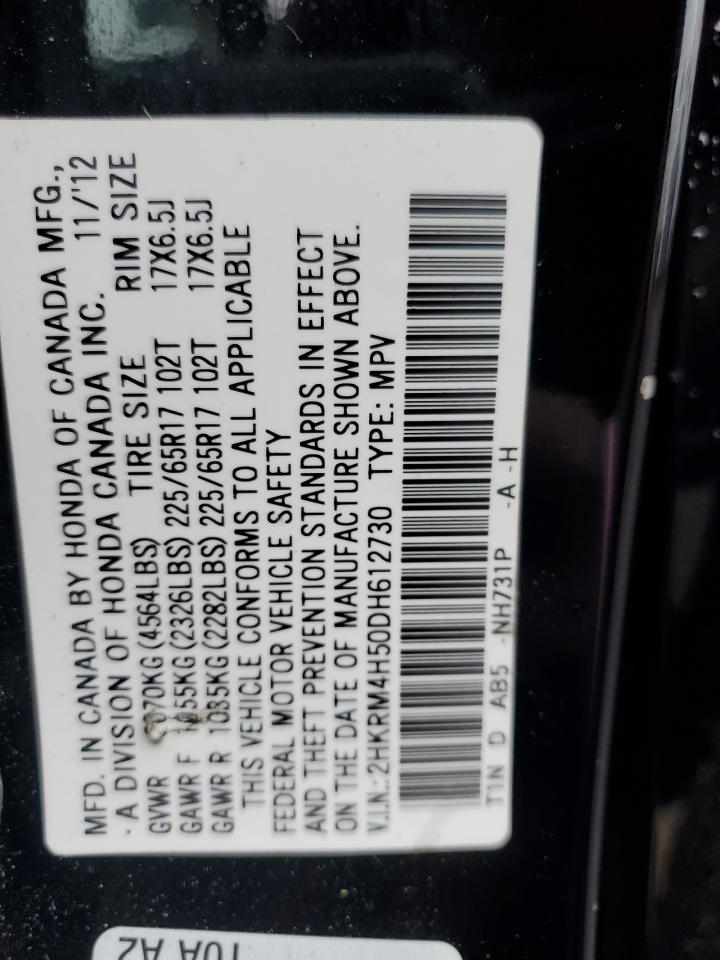 MFD. IN CANADA BY HONDA OF CANADA MFG.,
· A DIVISION OF HONDA CANADA INC. 11/'12
GVWR 2070KG (4564LBS) TIRE SIZE RIM SIZE
GAWR F 1055KG (2326LBS) 225/65R17 102T 17X6.5J
GAWR R 1035KG (2282LBS) 225/65R17 102T 17X6.5J
THIS VEHICLE CONFORMS TO ALL APPLICABLE
FEDERAL MOTOR VEHICLE SAFETY
AND THEFT PREVENTION STANDARDS IN EFFECT
ON THE DATE OF MANUFACTURE SHOWN ABOVE.
V.I.N.: 2HKRM4H50DH612730 TYPE: MPV
T1N D AB5 -NH731P -A -H
T0A AZ